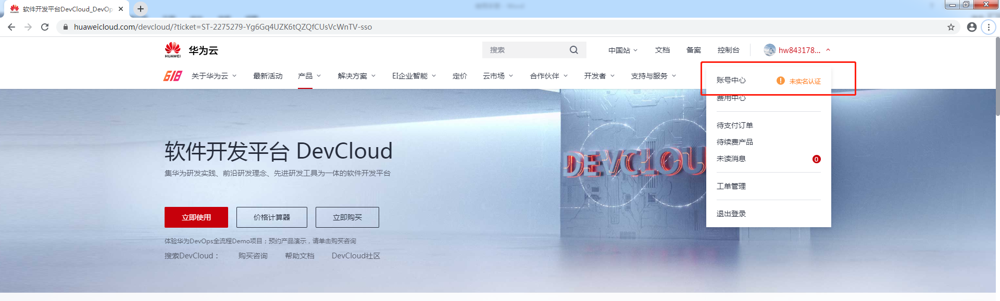 软件开发平台DevCloud_DevOp
huaweicloud.com/devcloud/?ticket=ST-2275279-Yg6Gq4UZK6tQZQfCUsVcWnTV-sso
HUAWEI 华为云 搜索 中国站 文档 备案 控制台 hw843178...
618 关于华为云 最新活动 产品 解决方案 EI企业智能 定价 云市场 合作伙伴 开发者 支持与服务
账号中心 未实名认证
费用中心
待支付订单
待续费产品
未读消息 0
工单管理
退出登录
软件开发平台 DevCloud
集华为研发实践、前沿研发理念、先进研发工具为一体的软件开发平台
DEVCLOU
立即使用 价格计算器 立即购买
体验华为DevOps全流程Demo项目；预约产品演示，请单击购买咨询
搜索DevCloud： 购买咨询 帮助文档 DevCloud社区